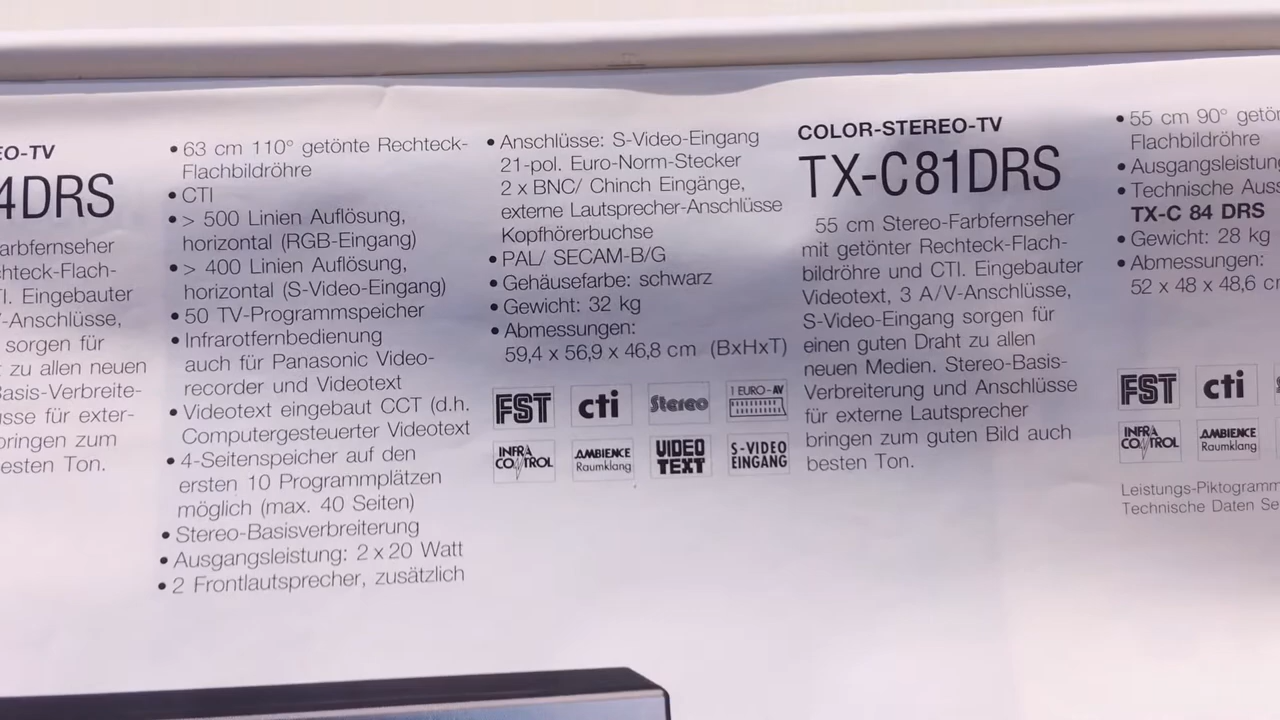 EO-TV
4DRS
arbfernseher
hteck-Flach-
I. Eingebauter
-Anschlüsse,
sorgen für
zu allen neuen
Basis-Verbreite-
sse für exter-
bringen zum
esten Ton.
• 63 cm 110° getönte Rechteck-
Flachbildröhre
• CTI
• > 500 Linien Auflösung,
horizontal (RGB-Eingang)
• > 400 Linien Auflösung,
horizontal (S-Video-Eingang)
• 50 TV-Programmspeicher
• Infrarotfernbedienung
auch für Panasonic Video-
recorder und Videotext
• Videotext eingebaut CCT (d.h.
Computergesteuerter Videotext
• 4-Seitenspeicher auf den
ersten 10 Programmplätzen
möglich (max. 40 Seiten)
• Stereo-Basisverbreiterung
• Ausgangsleistung: 2 x 20 Watt
• 2 Frontlautsprecher, zusätzlich
• Anschlüsse: S-Video-Eingang
21-pol. Euro-Norm-Stecker
2 x BNC/ Chinch Eingänge,
externe Lautsprecher-Anschlüsse
Kopfhörerbuchse
• PAL/ SECAM-B/G
• Gehäusefarbe: schwarz
• Gewicht: 32 kg
• Abmessungen:
59,4 x 56,9 x 46,8 cm (BxHxT)
FST cti Stereo 1 EURO-AV
INFRA CONTROL AMBIENCE Raumklang VIDEO TEXT S-VIDEO EINGANG
COLOR-STEREO-TV
TX-C81DRS
55 cm Stereo-Farbfernseher
mit getönter Rechteck-Flach-
bildröhre und CTI. Eingebauter
Videotext, 3 A/V-Anschlüsse,
S-Video-Eingang sorgen für
einen guten Draht zu allen
neuen Medien. Stereo-Basis-
Verbreiterung und Anschlüsse
für externe Lautsprecher
bringen zum guten Bild auch
besten Ton.
• 55 cm 90° getön
Flachbildröhre
• Ausgangsleistung
• Technische Auss
TX-C 84 DRS
• Gewicht: 28 kg
• Abmessungen:
52 x 48 x 48,6 c
FST cti
INFRA CONTROL AMBIENCE Raumklang
Leistungs-Piktogramm
Technische Daten Se